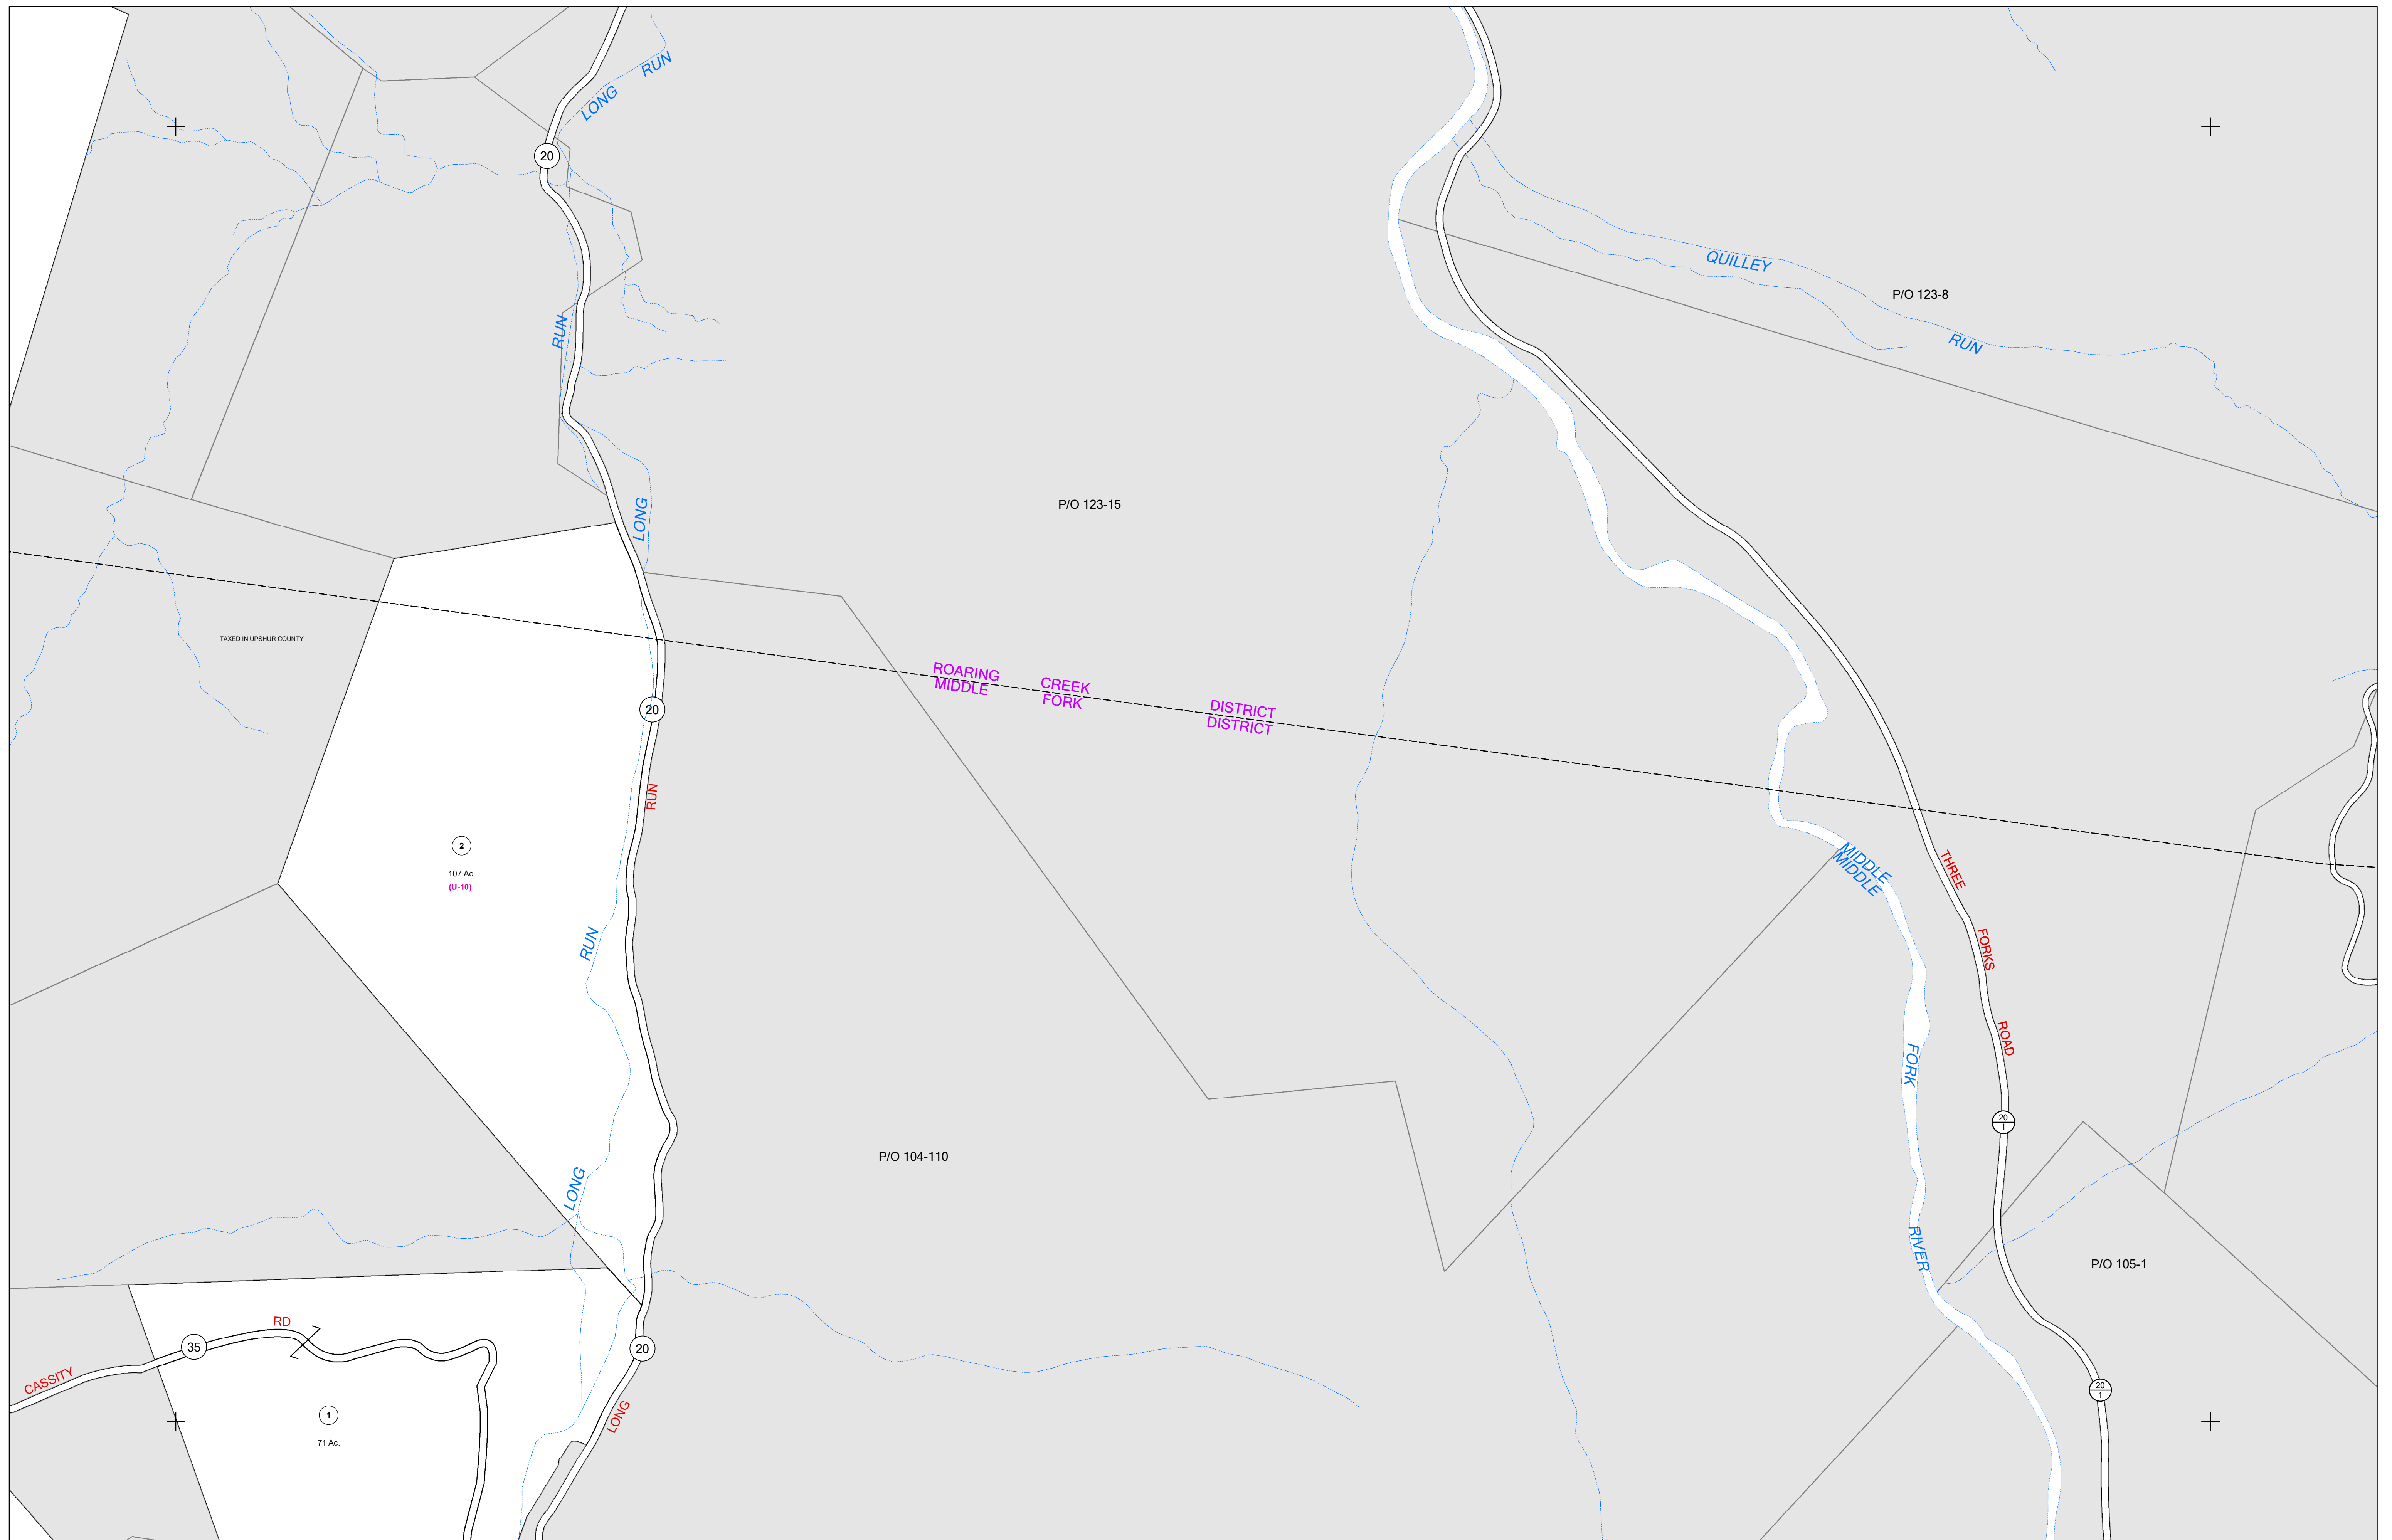 RUN
LONG
20
QUILLEY
P/O 123-8
RUN
RUN
P/O 123-15
LONG
TAXED IN UPSHUR COUNTY
ROARING CREEK DISTRICT
MIDDLE FORK DISTRICT
20
RUN
2
107 Ac.
(U-10)
MIDDLE
MIDDLE
THREE
RUN
FORKS
ROAD
FORK
20
1
P/O 104-110
LONG
RIVER
P/O 105-1
RD
35
20
CASSITY
20
1
LONG
1
71 Ac.